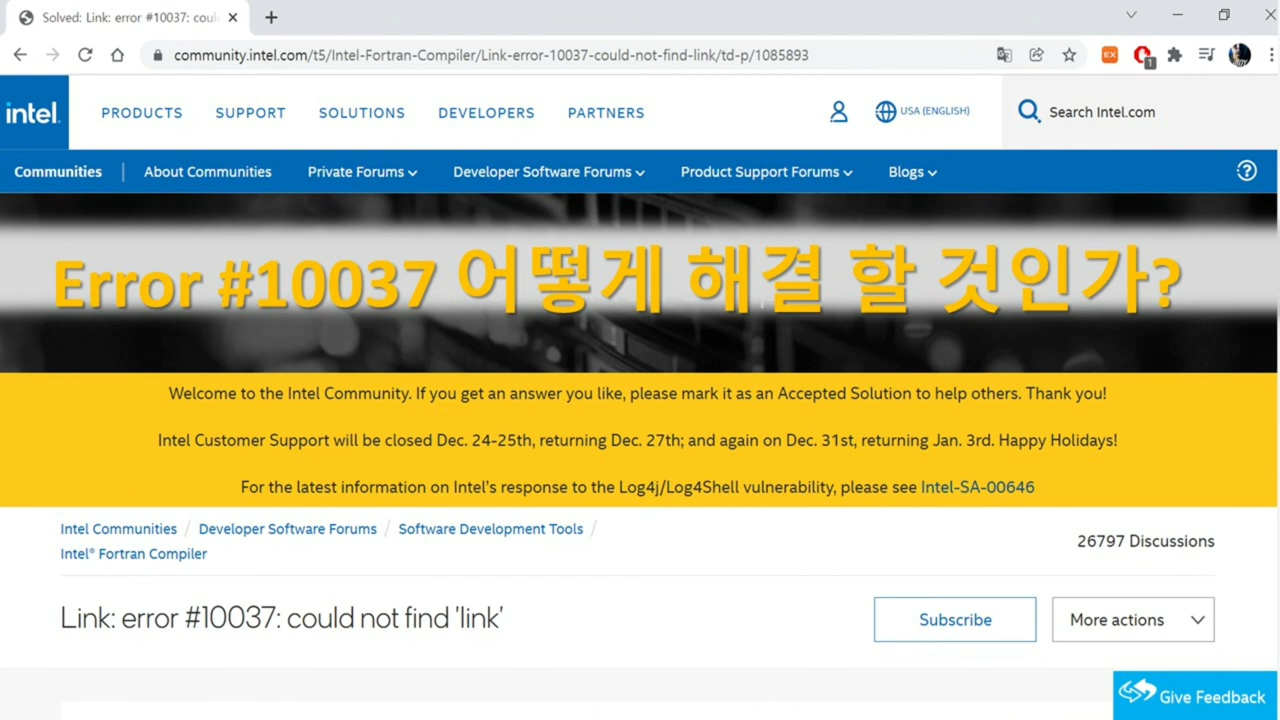 Solved: Link: error #10037: coul
community.intel.com/t5/Intel-Fortran-Compiler/Link-error-10037-could-not-find-link/td-p/1085893
EX
1
intel.
PRODUCTS SUPPORT SOLUTIONS DEVELOPERS PARTNERS
USA (ENGLISH)
Search Intel.com
Communities About Communities Private Forums Developer Software Forums Product Support Forums Blogs
Error #10037 어떻게 해결 할 것인가?
Welcome to the Intel Community. If you get an answer you like, please mark it as an Accepted Solution to help others. Thank you!
Intel Customer Support will be closed Dec. 24-25th, returning Dec. 27th; and again on Dec. 31st, returning Jan. 3rd. Happy Holidays!
For the latest information on Intel's response to the Log4j/Log4Shell vulnerability, please see Intel-SA-00646
Intel Communities / Developer Software Forums / Software Development Tools /
Intel® Fortran Compiler
26797 Discussions
Link: error #10037: could not find 'link'
Subscribe
More actions
Give Feedback